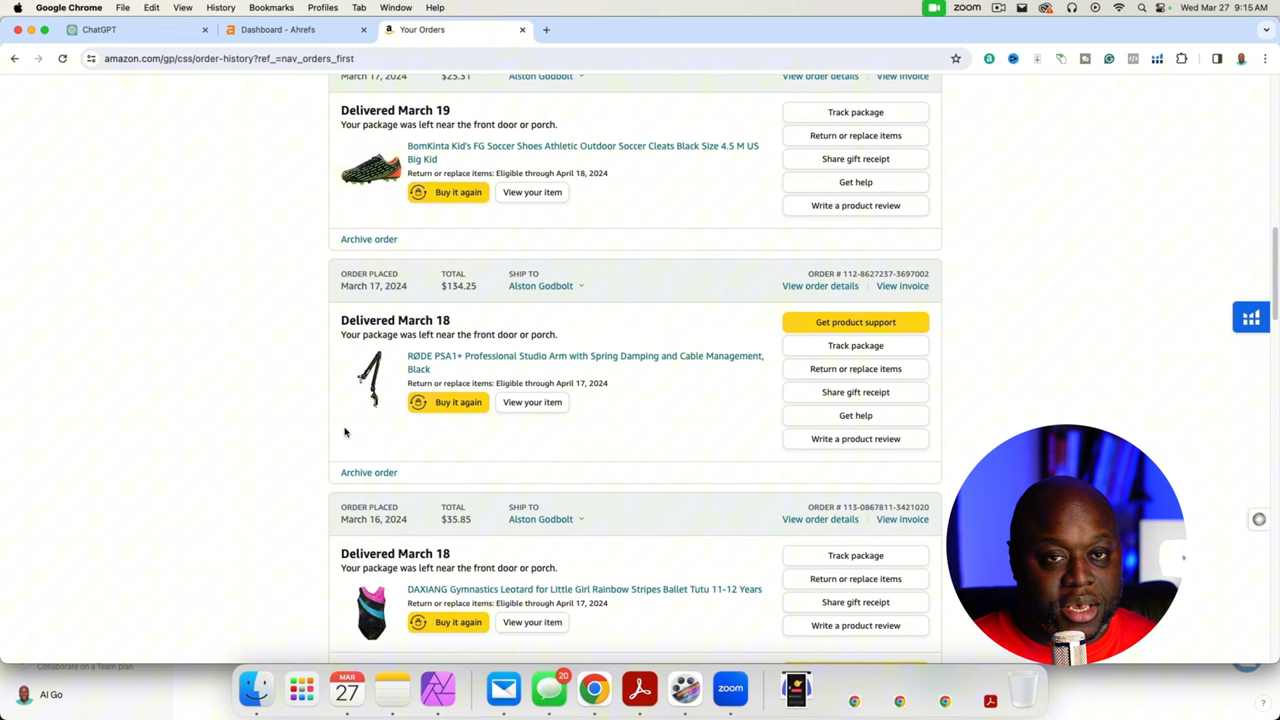 Google Chrome File Edit View History Bookmarks Profiles Tab Window Help
zoom Wed Mar 27 9:15 AM
ChatGPT
Dashboard - Ahrefs
Your Orders
amazon.com/gp/css/order-history?ref_=nav_orders_first
March 17, 2024 $25.31 Alston Godbolt View order details View invoice
Delivered March 19
Your package was left near the front door or porch.
BomKinta Kid's FG Soccer Shoes Athletic Outdoor Soccer Cleats Black Size 4.5 M US
Big Kid
Return or replace items: Eligible through April 18, 2024
Buy it again View your item
Track package
Return or replace items
Share gift receipt
Get help
Write a product review
Archive order
ORDER PLACED TOTAL SHIP TO ORDER # 112-8627237-3697002
March 17, 2024 $134.25 Alston Godbolt View order details View invoice
Delivered March 18
Your package was left near the front door or porch.
RØDE PSA1+ Professional Studio Arm with Spring Damping and Cable Management,
Black
Return or replace items: Eligible through April 17, 2024
Buy it again View your item
Get product support
Track package
Return or replace items
Share gift receipt
Get help
Write a product review
Archive order
ORDER PLACED TOTAL SHIP TO ORDER # 113-0867811-3421020
March 16, 2024 $35.85 Alston Godbolt View order details View invoice
Delivered March 18
Your package was left near the front door or porch.
DAXIANG Gymnastics Leotard for Little Girl Rainbow Stripes Ballet Tutu 11-12 Years
Return or replace items: Eligible through April 17, 2024
Buy it again View your item
Track package
Return or replace items
Share gift receipt
Write a product review
Collaborate on a Team plan
Al Go
MAR
27
20
zoom